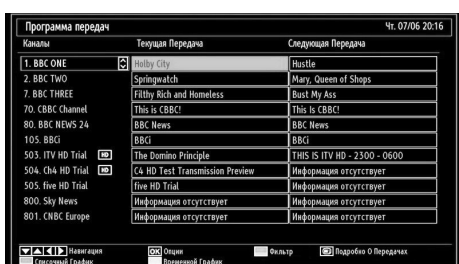 Программа передач Чт. 07/06 20:16
Каналы Текущая Передача Следующая Передача
1. BBC ONE Holby City Hustle
2. BBC TWO Springwatch Mary, Queen of Shops
7. BBC THREE Filthy Rich and Homeless Bust My Ass
70. CBBC Channel This is CBBC! This Is CBBC!
80. BBC NEWS 24 BBC News BBC News
105. BBCi BBCi BBCi
503. ITV HD Trial HD The Domino Principle THIS IS ITV HD - 2300 - 0600
504. Ch4 HD Trial HD C4 HD Test Transmission Preview Информация отсутствует
505. five HD Trial five HD Trial Информация отсутствует
800. Sky News Информация отсутствует Информация отсутствует
801. CNBC Europe Информация отсутствует Информация отсутствует
Навигация OK Опции Фильтр Подробно О Передачах
Списочный График Временной График